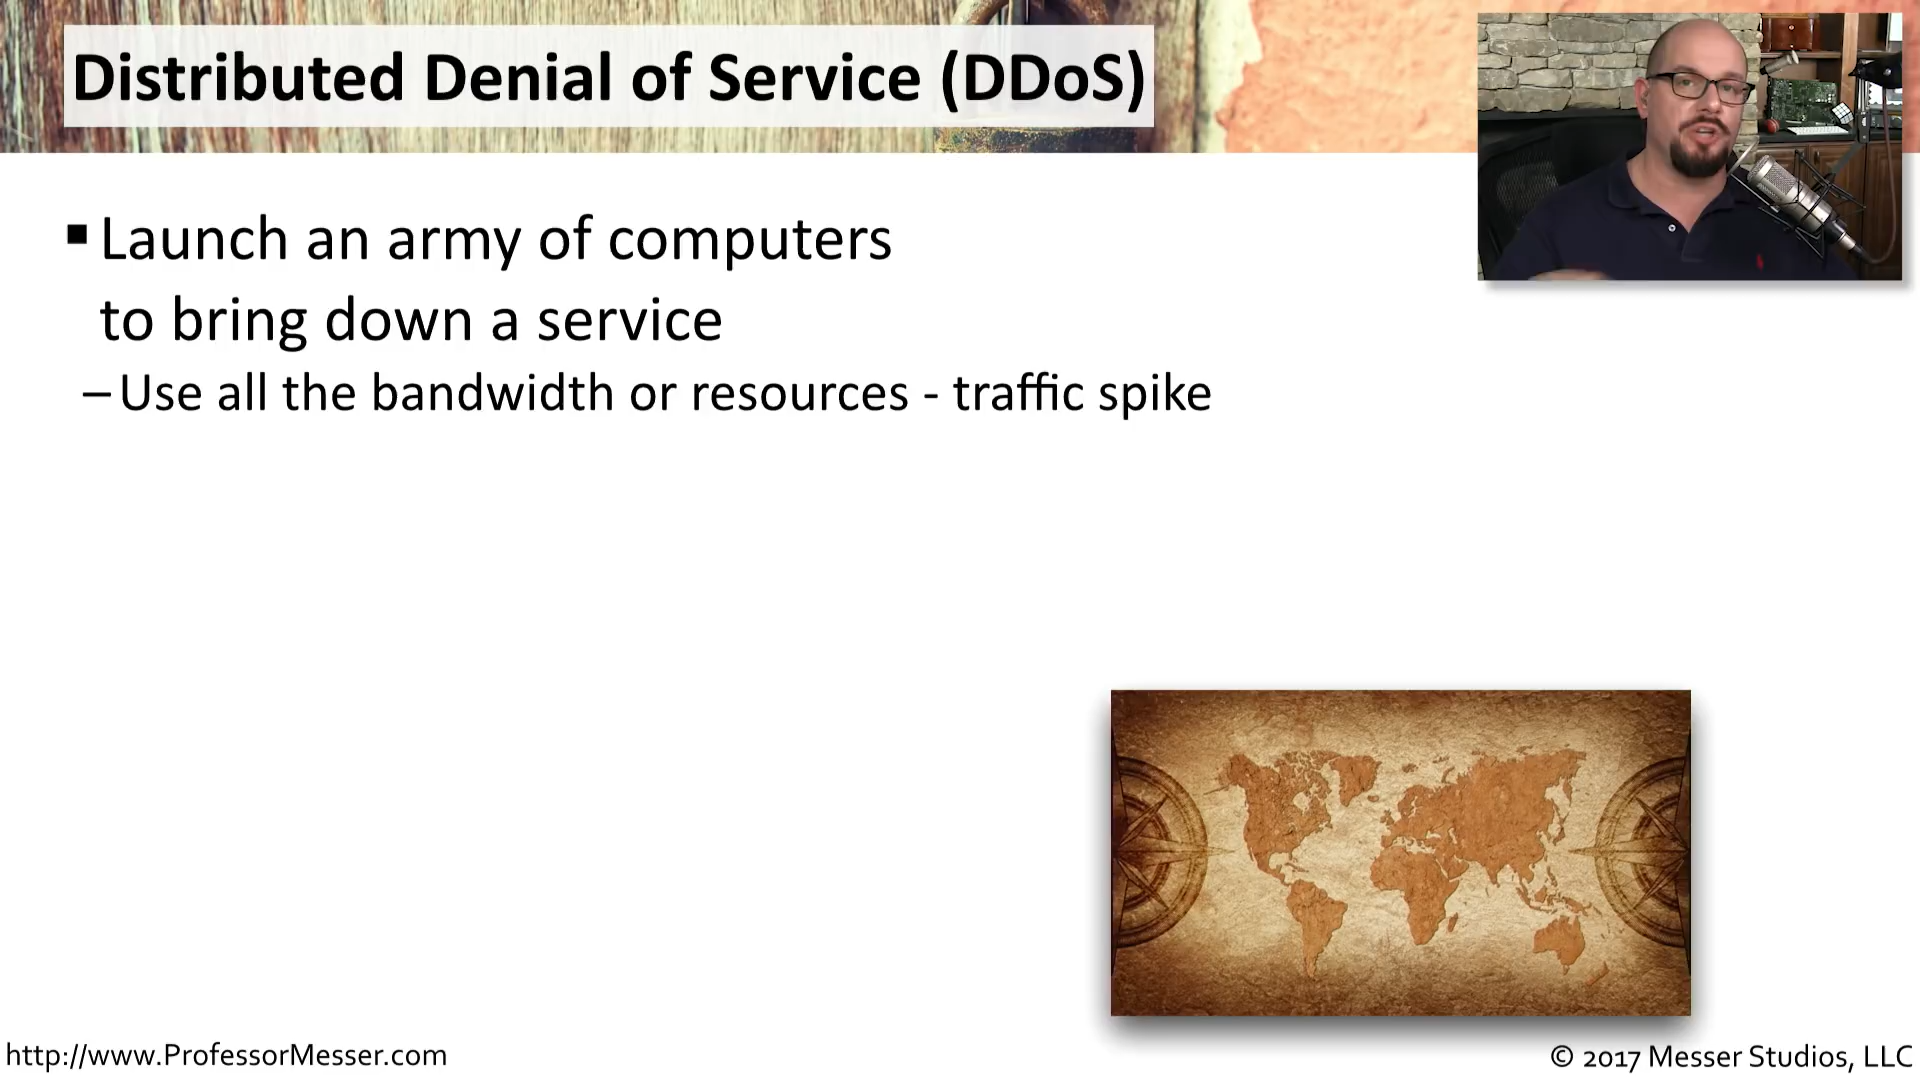 Distributed Denial of Service (DDoS)
▪ Launch an army of computers
to bring down a service
– Use all the bandwidth or resources - traffic spike
http://www.ProfessorMesser.com
© 2017 Messer Studios, LLC